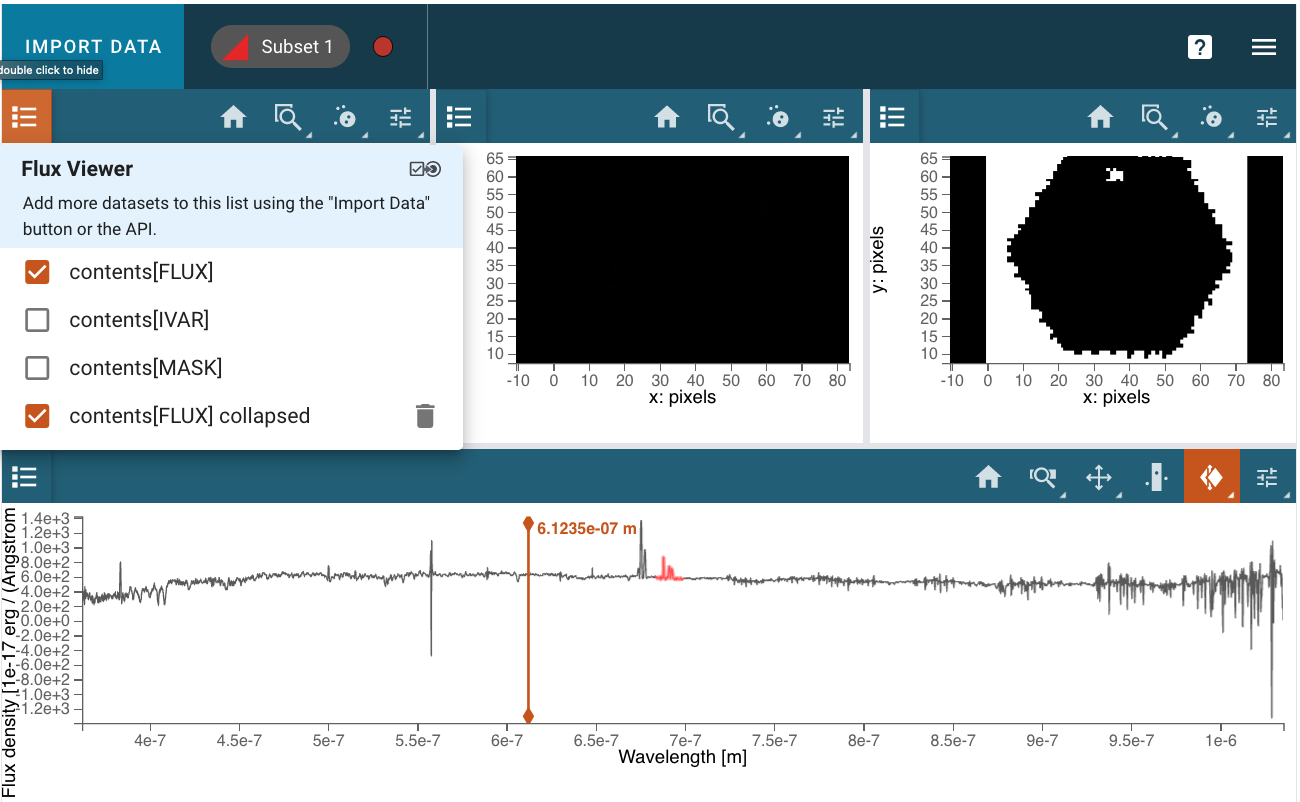 IMPORT DATA
Subset 1
?
double click to hide
Flux Viewer
Add more datasets to this list using the "Import Data"
button or the API.
contents[FLUX]
contents[IVAR]
contents[MASK]
contents[FLUX] collapsed
65
60
55
50
45
40
35
30
25
20
15
10
-10 0 10 20 30 40 50 60 70 80
x: pixels
y: pixels
65
60
55
50
45
40
35
30
25
20
15
10
-10 0 10 20 30 40 50 60 70 80
x: pixels
Flux density [1e-17 erg / (Angstrom
1.4e+3
1.2e+3
1.0e+3
8.0e+2
6.0e+2
4.0e+2
2.0e+2
0.0e+0
-2.0e+2
-4.0e+2
-6.0e+2
-8.0e+2
-1.0e+3
-1.2e+3
6.1235e-07 m
4e-7 4.5e-7 5e-7 5.5e-7 6e-7 6.5e-7 7e-7 7.5e-7 8e-7 8.5e-7 9e-7 9.5e-7 1e-6
Wavelength [m]